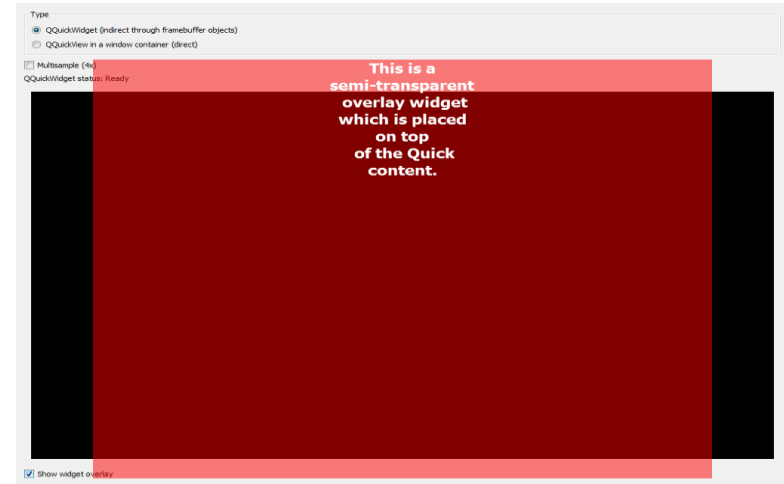 Type
QQuickWidget (indirect through framebuffer objects)
QQuickView in a window container (direct)
Multisample (4x)
QQuickWidget status: Ready
This is a
semi-transparent
overlay widget
which is placed
on top
of the Quick
content.
Show widget overlay